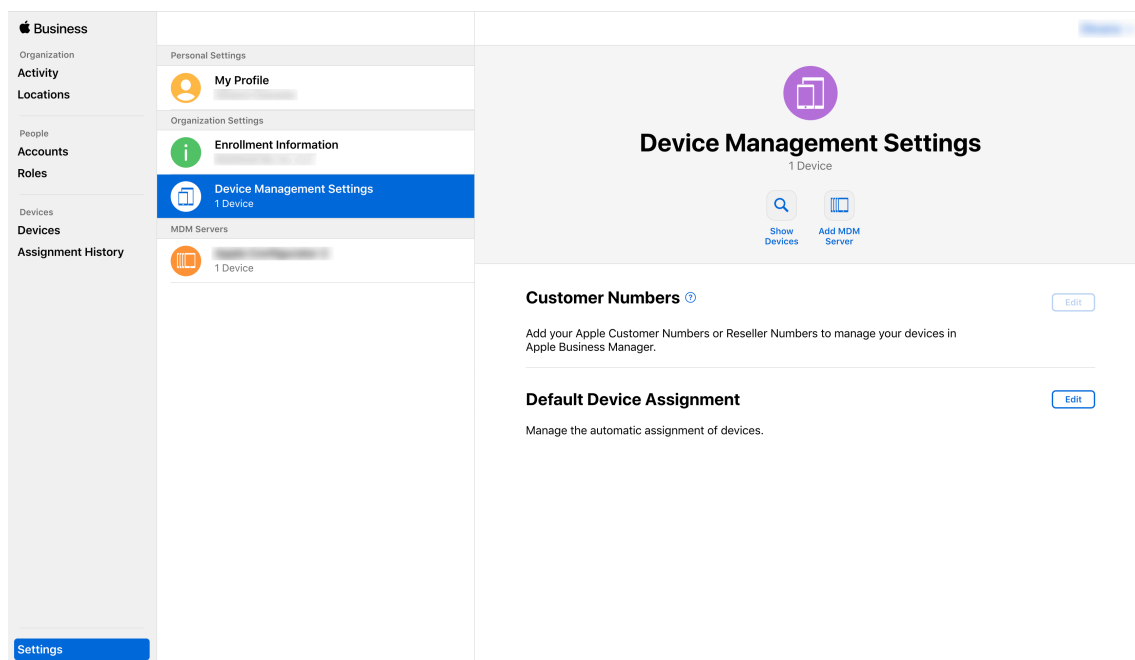 Business
Organization
Activity
Locations
People
Accounts
Roles
Devices
Devices
Assignment History
Settings
Personal Settings
My Profile
Organization Settings
Enrollment Information
Device Management Settings
1 Device
MDM Servers
1 Device
Device Management Settings
1 Device
Show
Devices
Add MDM
Server
Customer Numbers ?
Edit
Add your Apple Customer Numbers or Reseller Numbers to manage your devices in
Apple Business Manager.
Default Device Assignment
Edit
Manage the automatic assignment of devices.